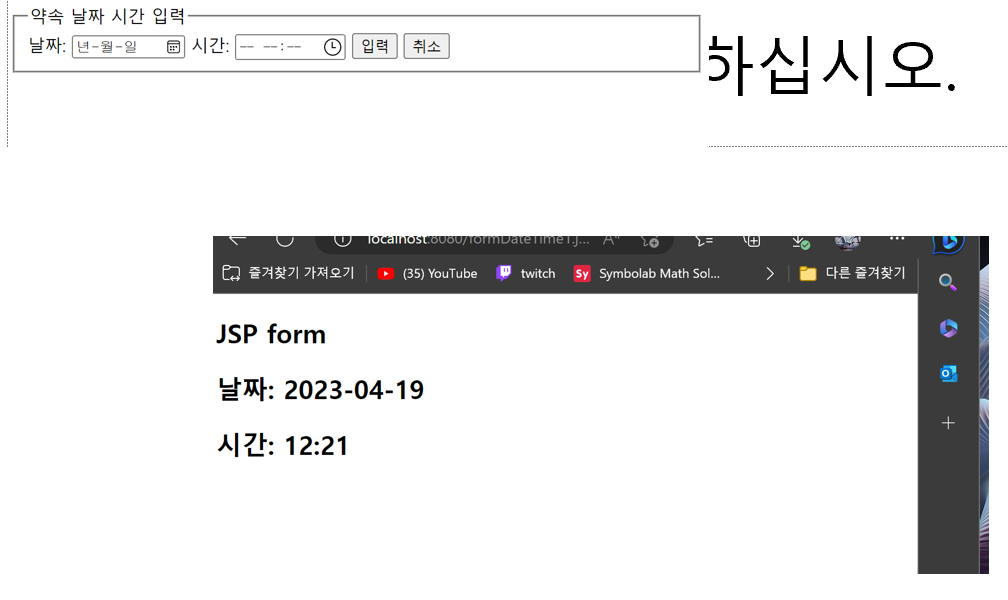 약속 날짜 시간 입력
날짜: 년-월-일 시간: -- --:-- 입력 취소
하십시오.
localhost:8080/formDateTime1.j...
즐겨찾기 가져오기 (35) YouTube twitch Sy Symbolab Math Sol... 다른 즐겨찾기
JSP form
날짜: 2023-04-19
시간: 12:21